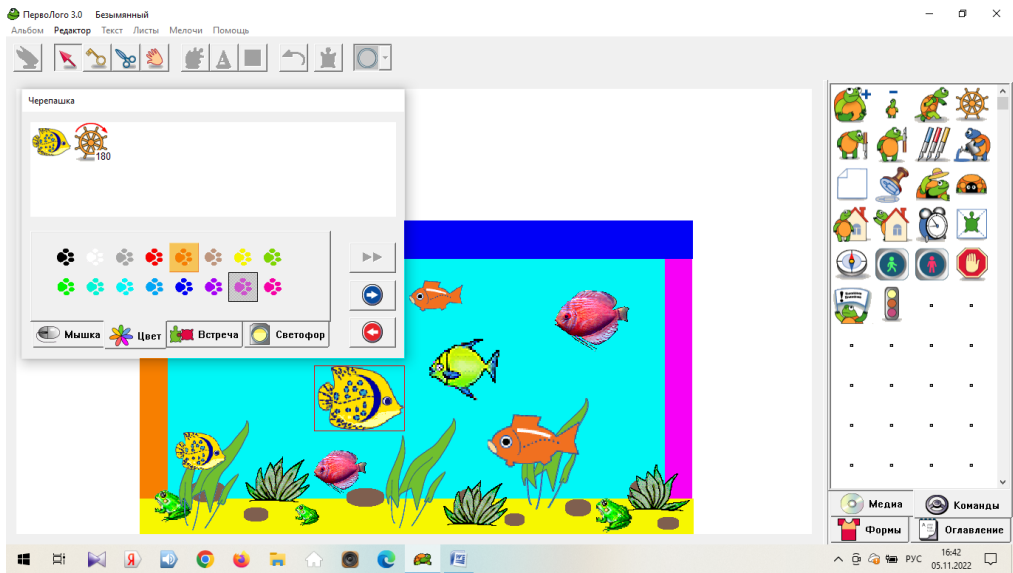 ПервоЛого 3.0 Безымянный
Альбом Редактор Текст Листы Мелочи Помощь
Черепашка
180
Мышка Цвет Встреча Светофор
Медиа Команды
Формы Оглавление
РУС 16:42
05.11.2022